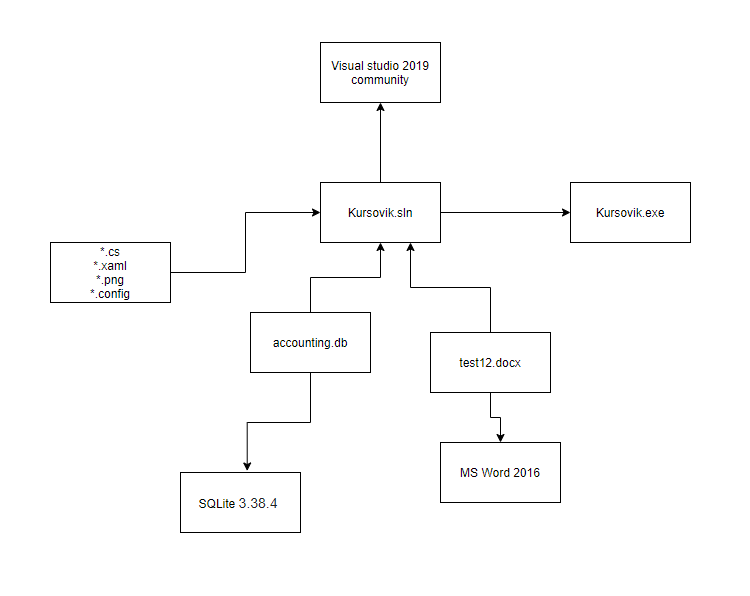 Visual studio 2019
community
Kursovik.sln
Kursovik.exe
*.cs
*.xaml
*.png
*.config
accounting.db
test12.docx
MS Word 2016
SQLite 3.38.4